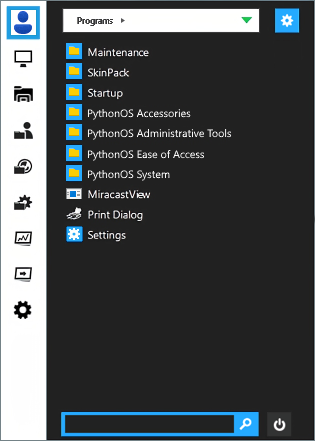 Programs
Maintenance
SkinPack
Startup
PythonOS Accessories
PythonOS Administrative Tools
PythonOS Ease of Access
PythonOS System
MiracastView
Print Dialog
Settings